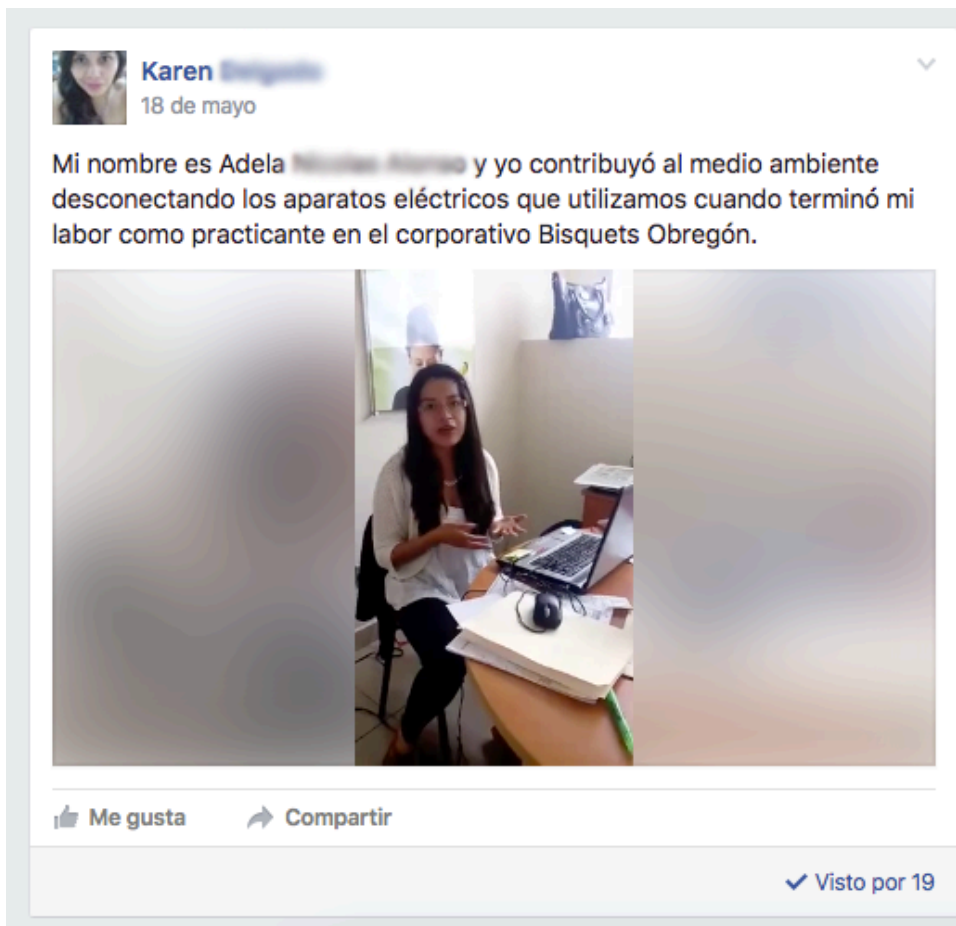 Karen
18 de mayo
Mi nombre es Adela y yo contribuyó al medio ambiente
desconectando los aparatos eléctricos que utilizamos cuando terminó mi
labor como practicante en el corporativo Bisquets Obregón.
Me gusta Compartir
Visto por 19